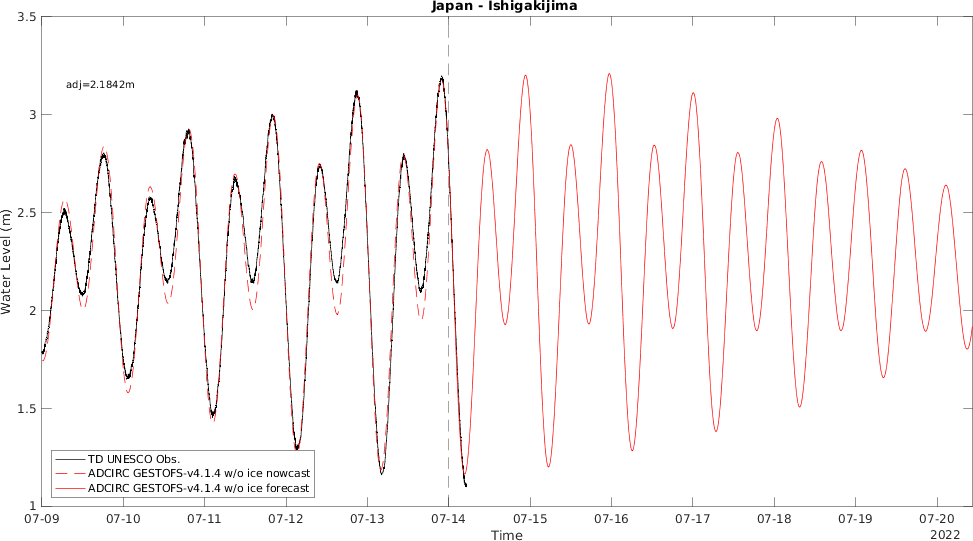 Japan - Ishigakijima
3.5
adj=2.1842m
3
2.5
Water Level (m)
2
1.5
TD UNESCO Obs.
ADCIRC GESTOFS-v4.1.4 w/o ice nowcast
ADCIRC GESTOFS-v4.1.4 w/o ice forecast
1
07-09 07-10 07-11 07-12 07-13 07-14 07-15 07-16 07-17 07-18 07-19 07-20
Time 2022